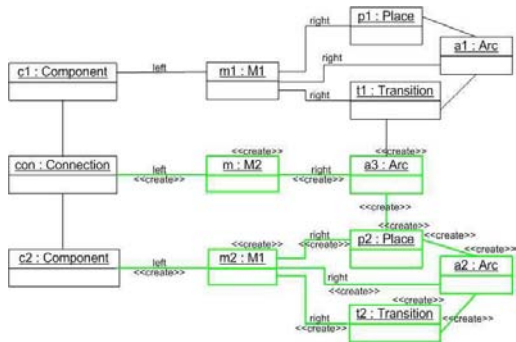 p1 : Place
right
a1 : Arc
c1 : Component
left
m1 : M1
right
right
t1 : Transition
<<create>>
<<create>>
con : Connection
left
<<create>>
m : M2
right
<<create>>
a3 : Arc
<<create>>
<<create>>
right
<<create>>
p2 : Place
<<create>>
c2 : Component
left
<<create>>
<<create>>
m2 : M1
<<create>>
a2 : Arc
right
<<create>>
<<create>>
right
<<create>>
t2 : Transition
<<create>>